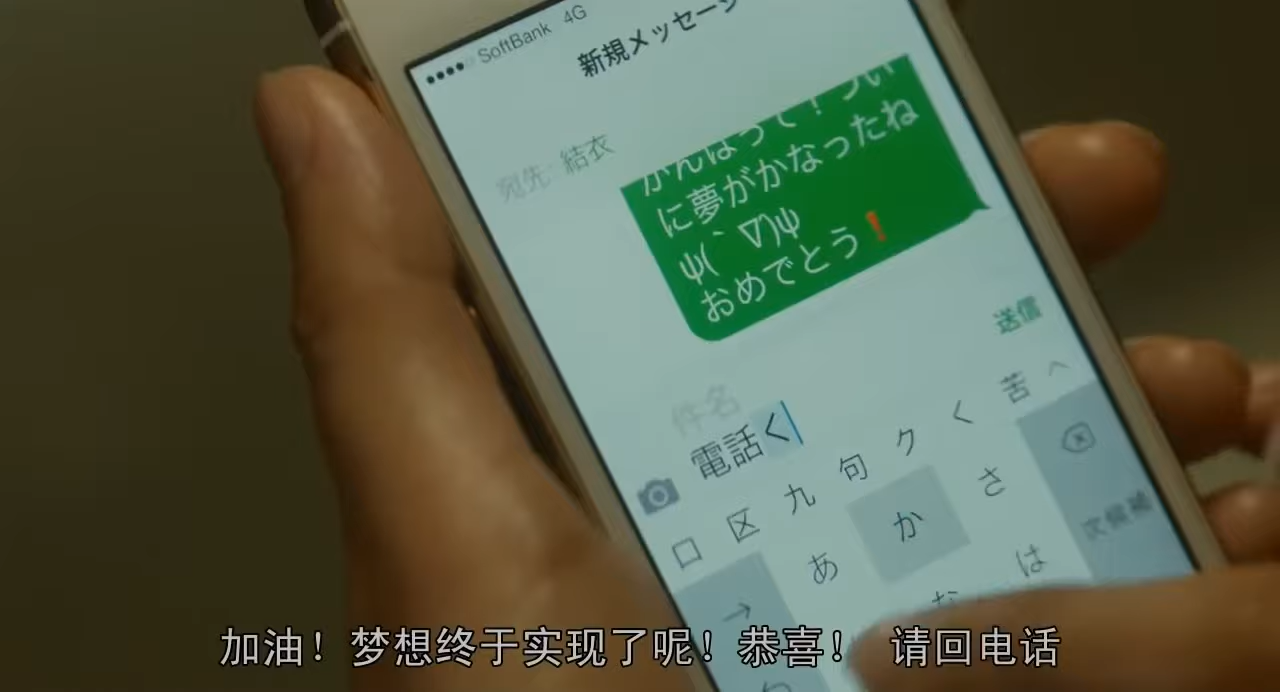 SoftBank 4G
新規メッセージ
宛先: 結衣
がんばって！つい
に夢がかなったね
ψ(｀∇´)ψ
おめでとう❗
送信
件名
電話く
口 区 九 句 ク く 苦
あ か さ
次候補
→
な は
加油！梦想终于实现了呢！恭喜！ 请回电话